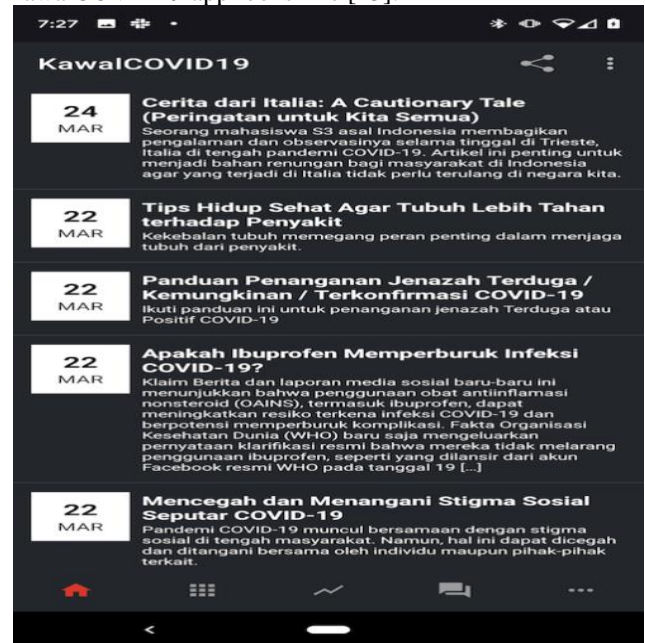 7:27
KawalCOVID19
24
MAR
Cerita dari Italia: A Cautionary Tale
(Peringatan untuk Kita Semua)
Seorang mahasiswa S3 asal Indonesia membagikan
pengalaman dan observasinya selama tinggal di Trieste,
Italia di tengah pandemi COVID-19. Artikel ini penting untuk
menjadi bahan renungan bagi masyarakat di Indonesia
agar yang terjadi di Italia tidak perlu terulang di negara kita.
22
MAR
Tips Hidup Sehat Agar Tubuh Lebih Tahan
terhadap Penyakit
Kekebalan tubuh memegang peran penting dalam menjaga
tubuh dari penyakit.
22
MAR
Panduan Penanganan Jenazah Terduga /
Kemungkinan / Terkonfirmasi COVID-19
Ikuti panduan ini untuk penanganan jenazah Terduga atau
Positif COVID-19
22
MAR
Apakah Ibuprofen Memperburuk Infeksi
COVID-19?
Klaim Berita dan laporan media sosial baru-baru ini
menunjukkan bahwa penggunaan obat antiinflamasi
nonsteroid (OAINS), termasuk ibuprofen, dapat
meningkatkan resiko terkena infeksi COVID-19 dan
berpotensi memperburuk komplikasi. Fakta Organisasi
Kesehatan Dunia (WHO) baru saja mengeluarkan
pernyataan klarifikasi resmi bahwa mereka tidak melarang
penggunaan ibuprofen, seperti yang dilansir dari akun
Facebook resmi WHO pada tanggal 19 [...]
22
MAR
Mencegah dan Menangani Stigma Sosial
Seputar COVID-19
Pandemi COVID-19 muncul bersamaan dengan stigma
sosial di tengah masyarakat. Namun, hal ini dapat dicegah
dan ditangani bersama oleh individu maupun pihak-pihak
terkait.